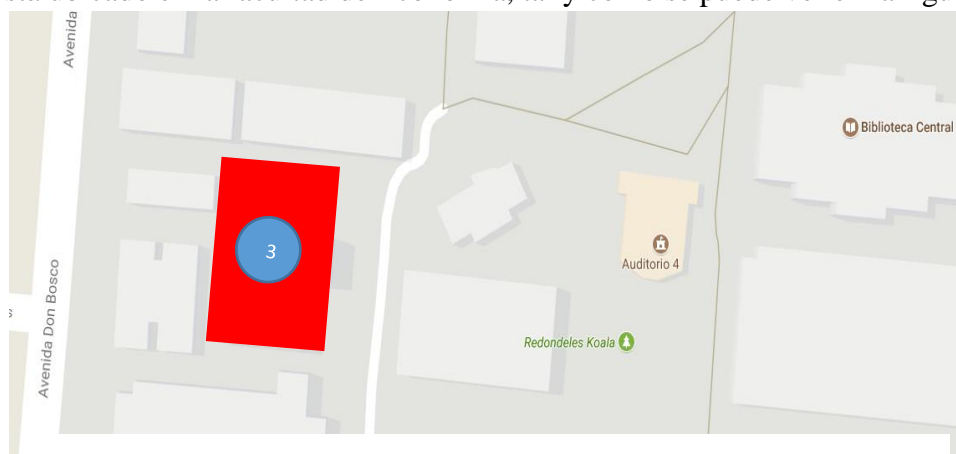 Avenida
Biblioteca Central
3
Auditorio 4
Avenida Don Bosco
Redondeles Koala
s